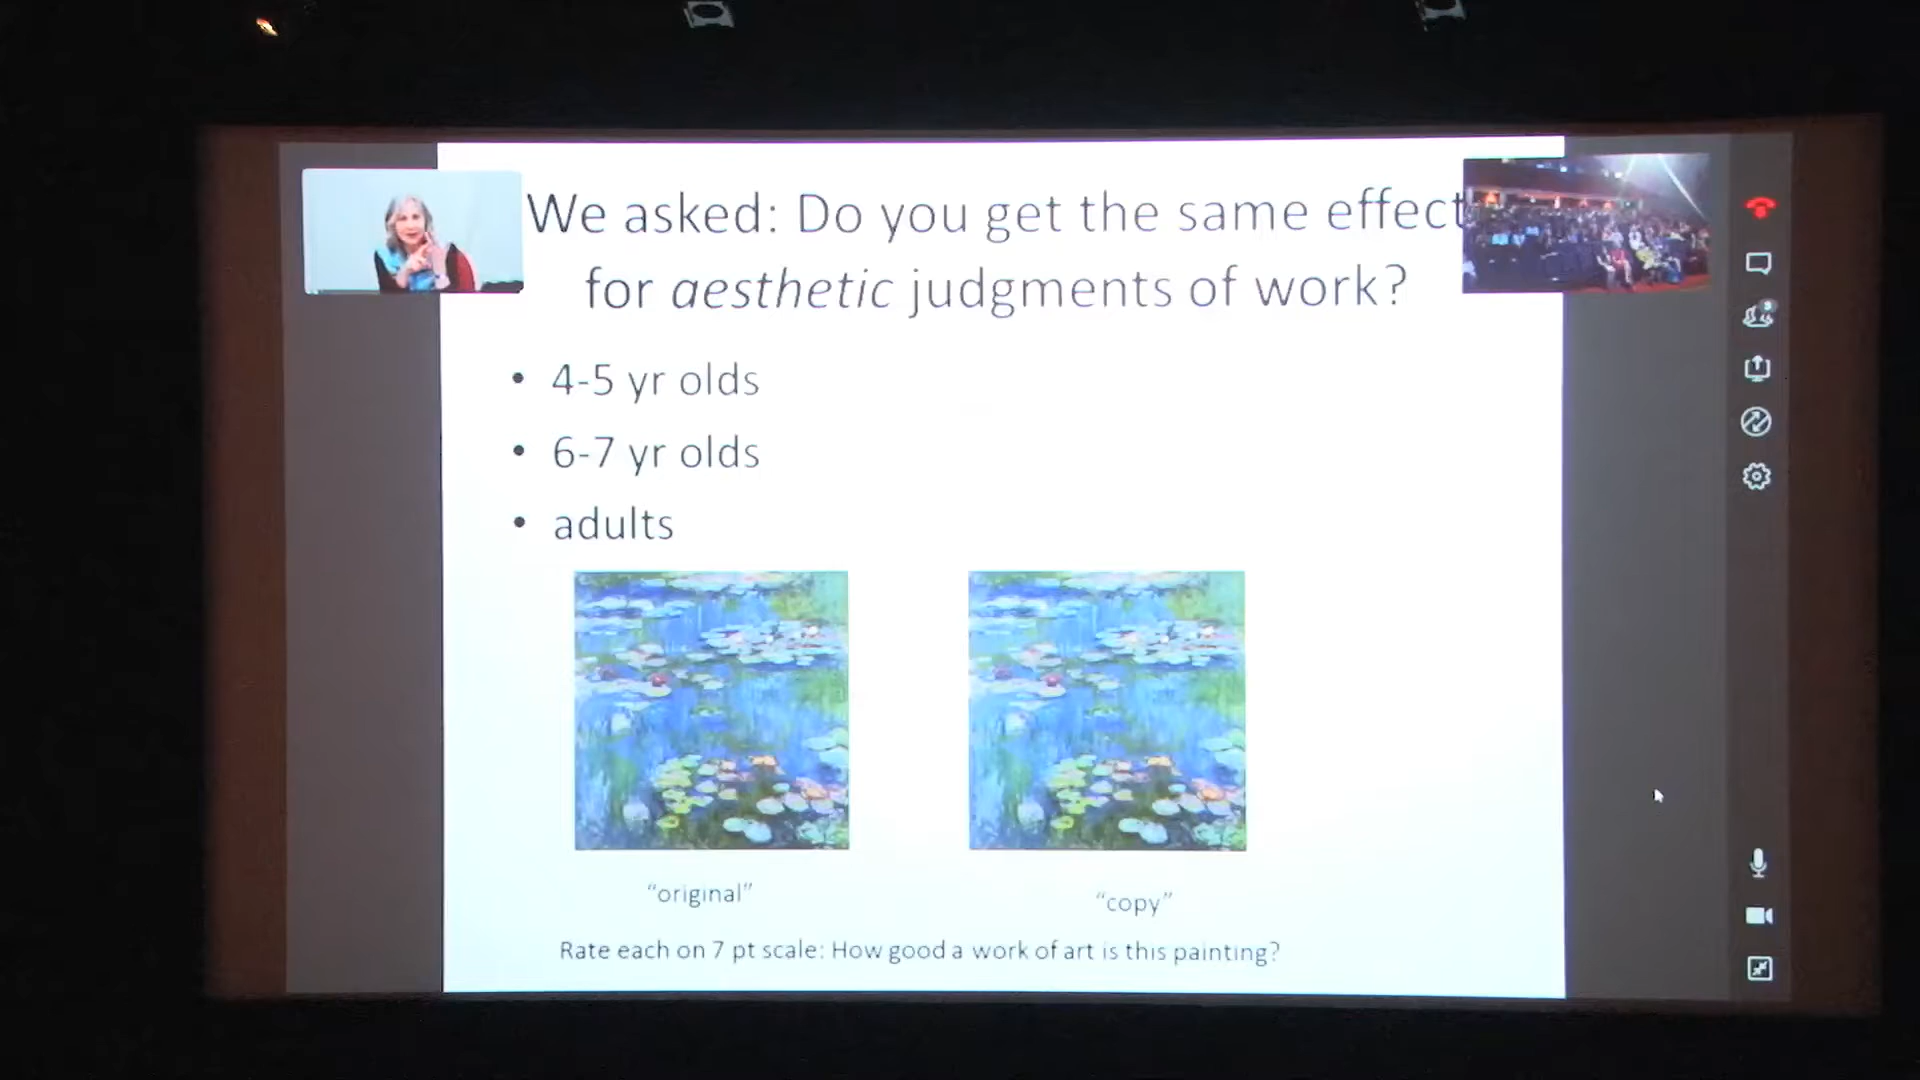 We asked: Do you get the same effect
for aesthetic judgments of work?
• 4-5 yr olds
• 6-7 yr olds
• adults
“original”
“copy”
Rate each on 7 pt scale: How good a work of art is this painting?